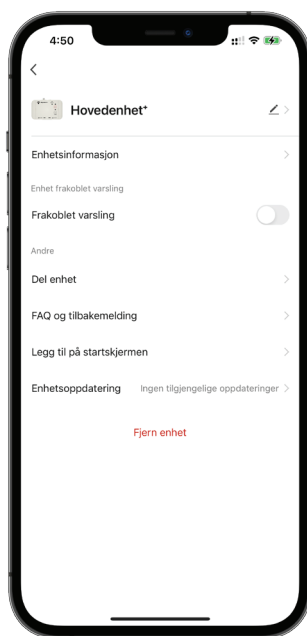 4:50
Hovedenhet⁺
Enhetsinformasjon
Enhet frakoblet varsling
Frakoblet varsling
Andre
Del enhet
FAQ og tilbakemelding
Legg til på startskjermen
Enhetsoppdatering Ingen tilgjengelige oppdateringer
Fjern enhet